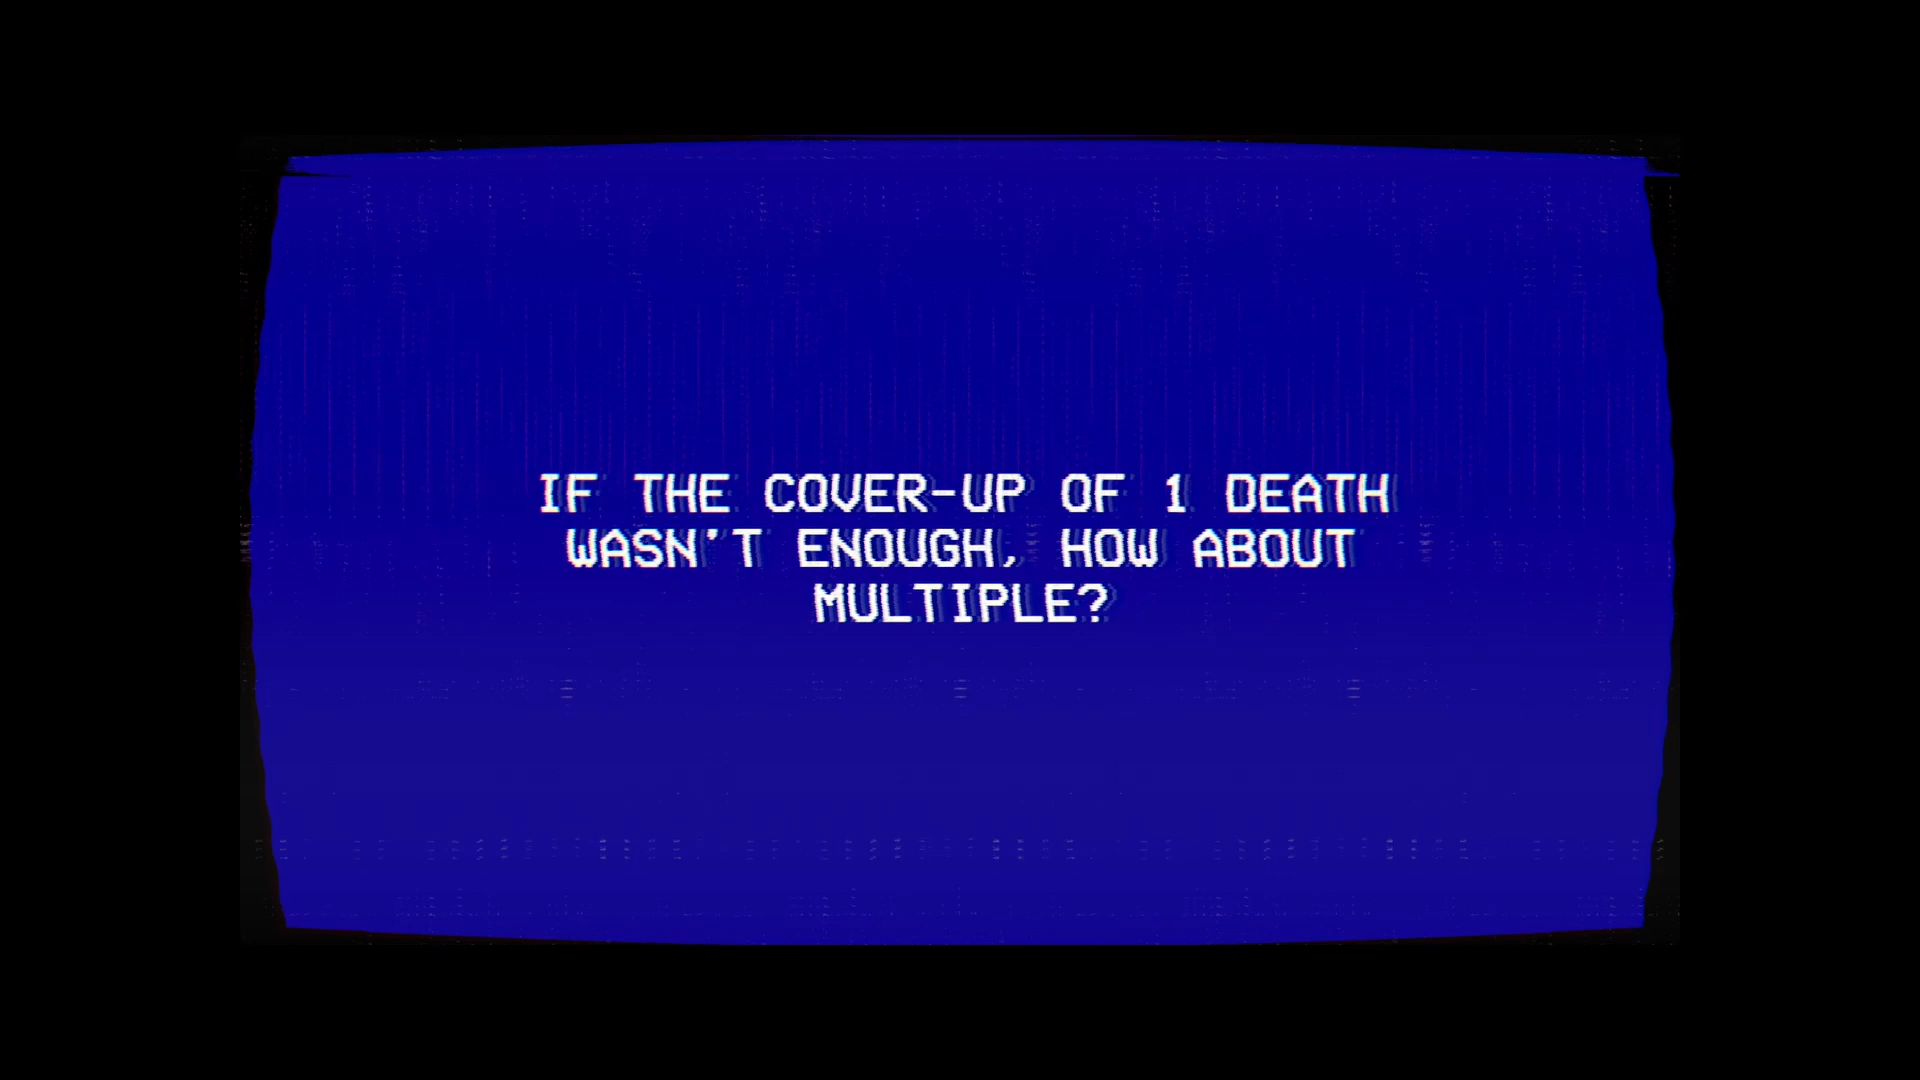 IF THE COVER-UP OF 1 DEATH
WASN'T ENOUGH, HOW ABOUT
MULTIPLE?